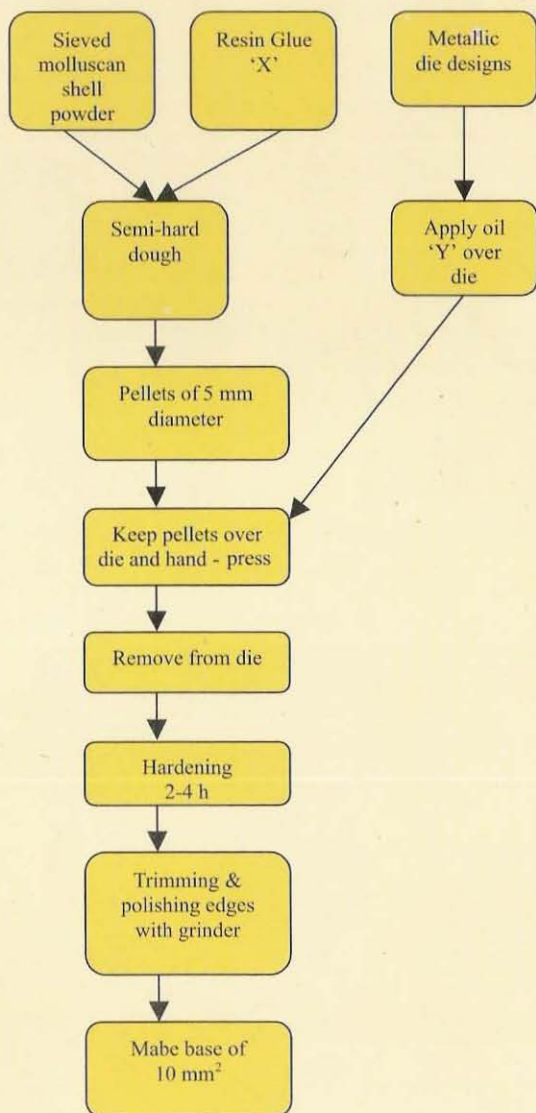 Sieved
molluscan
shell
powder
Resin Glue
‘X’
Metallic
die designs
Semi-hard
dough
Apply oil
‘Y’ over
die
Pellets of 5 mm
diameter
Keep pellets over
die and hand - press
Remove from die
Hardening
2-4 h
Trimming &
polishing edges
with grinder
Mabe base of
10 mm²